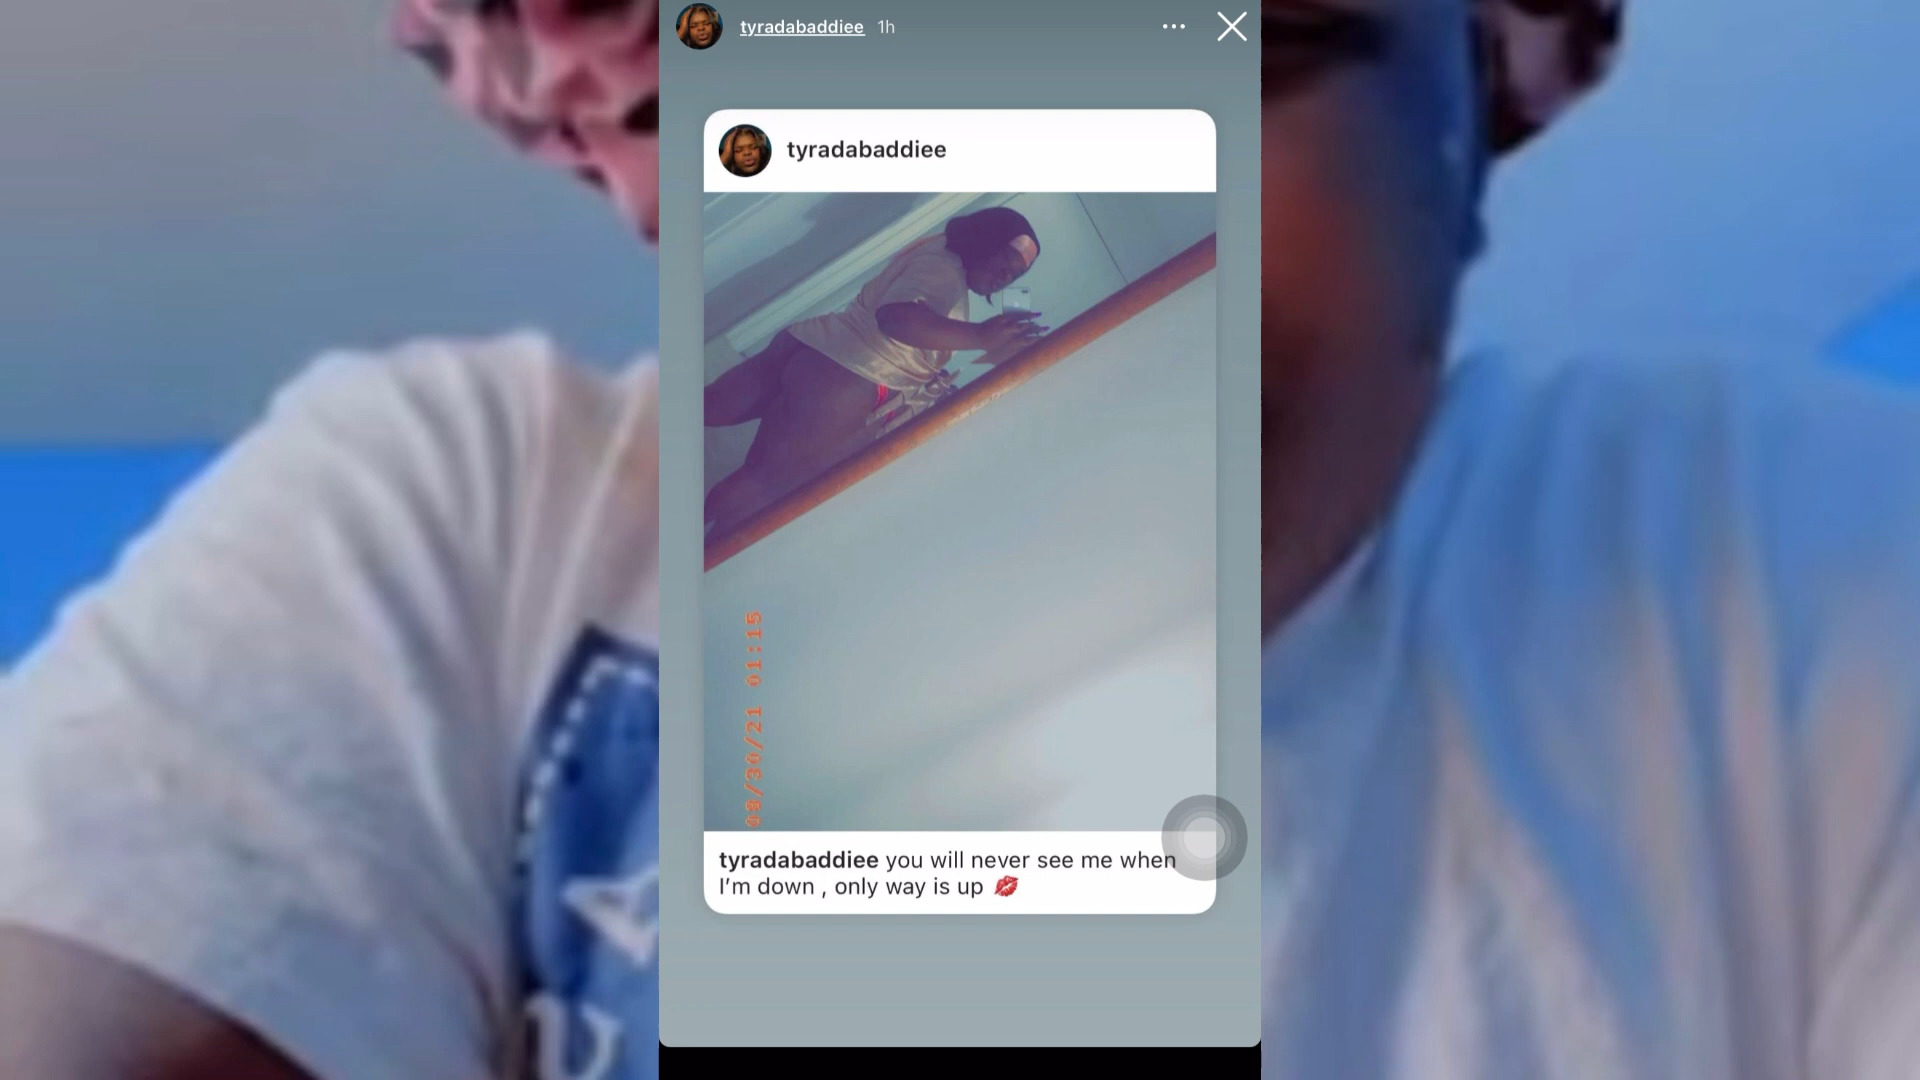 tyradabaddiee 1h
tyradabaddiee
03/30/21 01:15
tyradabaddiee you will never see me when
I'm down , only way is up 💋